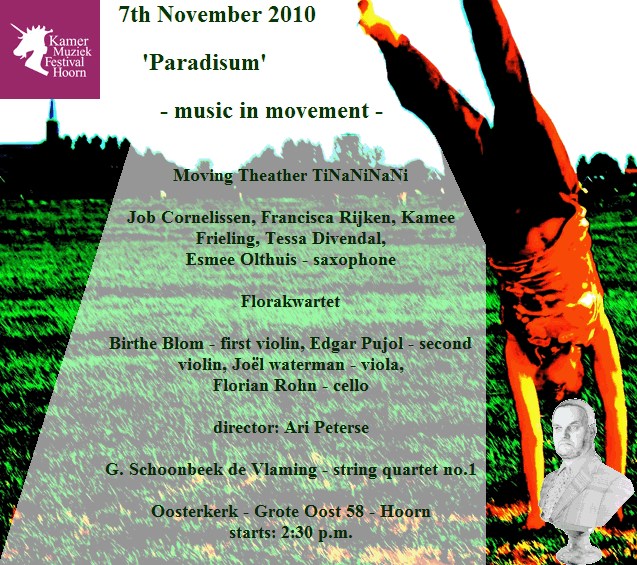 Kamer
Muziek
Festival
Hoorn
7th November 2010
'Paradisum'
- music in movement -
Moving Theather TiNaNiNaNi
Job Cornelissen, Francisca Rijken, Kamee
Frieling, Tessa Divendal,
Esmee Olthuis - saxophone
Florakwartet
Birthe Blom - first violin, Edgar Pujol - second
violin, Joël waterman - viola,
Florian Rohn - cello
director: Ari Peterse
G. Schoonbeek de Vlaming - string quartet no.1
Oosterkerk - Grote Oost 58 - Hoorn
starts: 2:30 p.m.